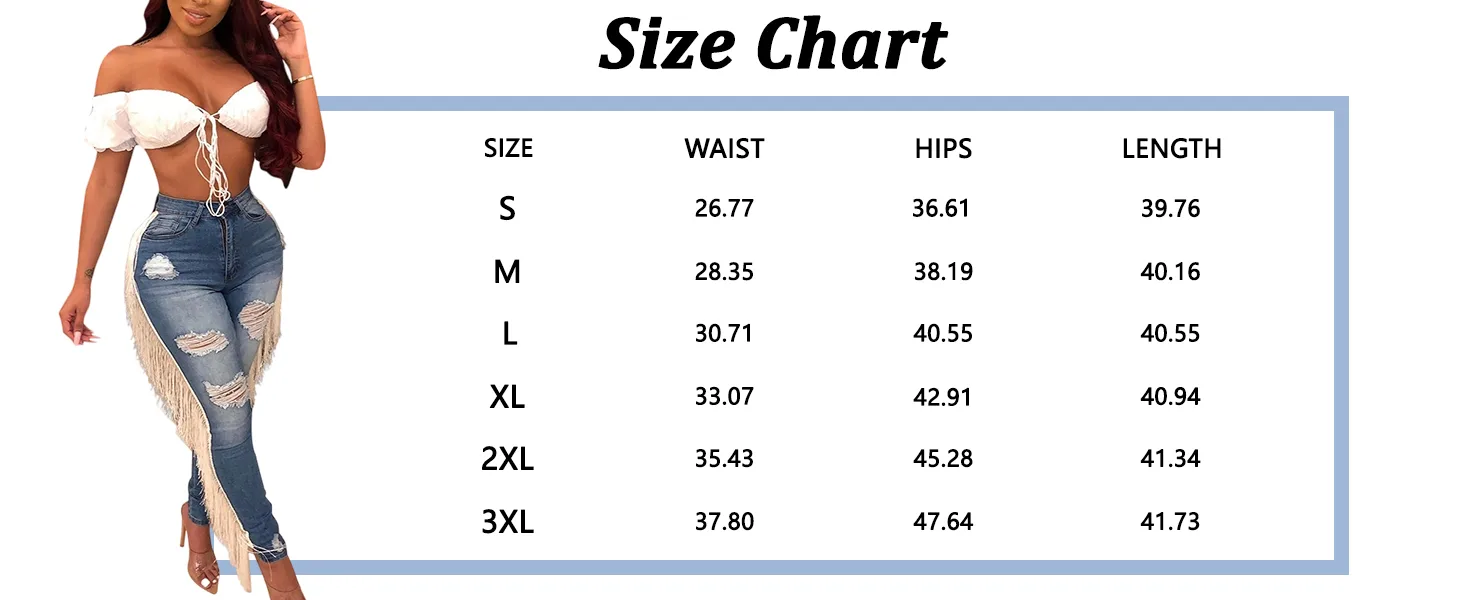 Size Chart
SIZE WAIST HIPS LENGTH
S 26.77 36.61 39.76
M 28.35 38.19 40.16
L 30.71 40.55 40.55
XL 33.07 42.91 40.94
2XL 35.43 45.28 41.34
3XL 37.80 47.64 41.73